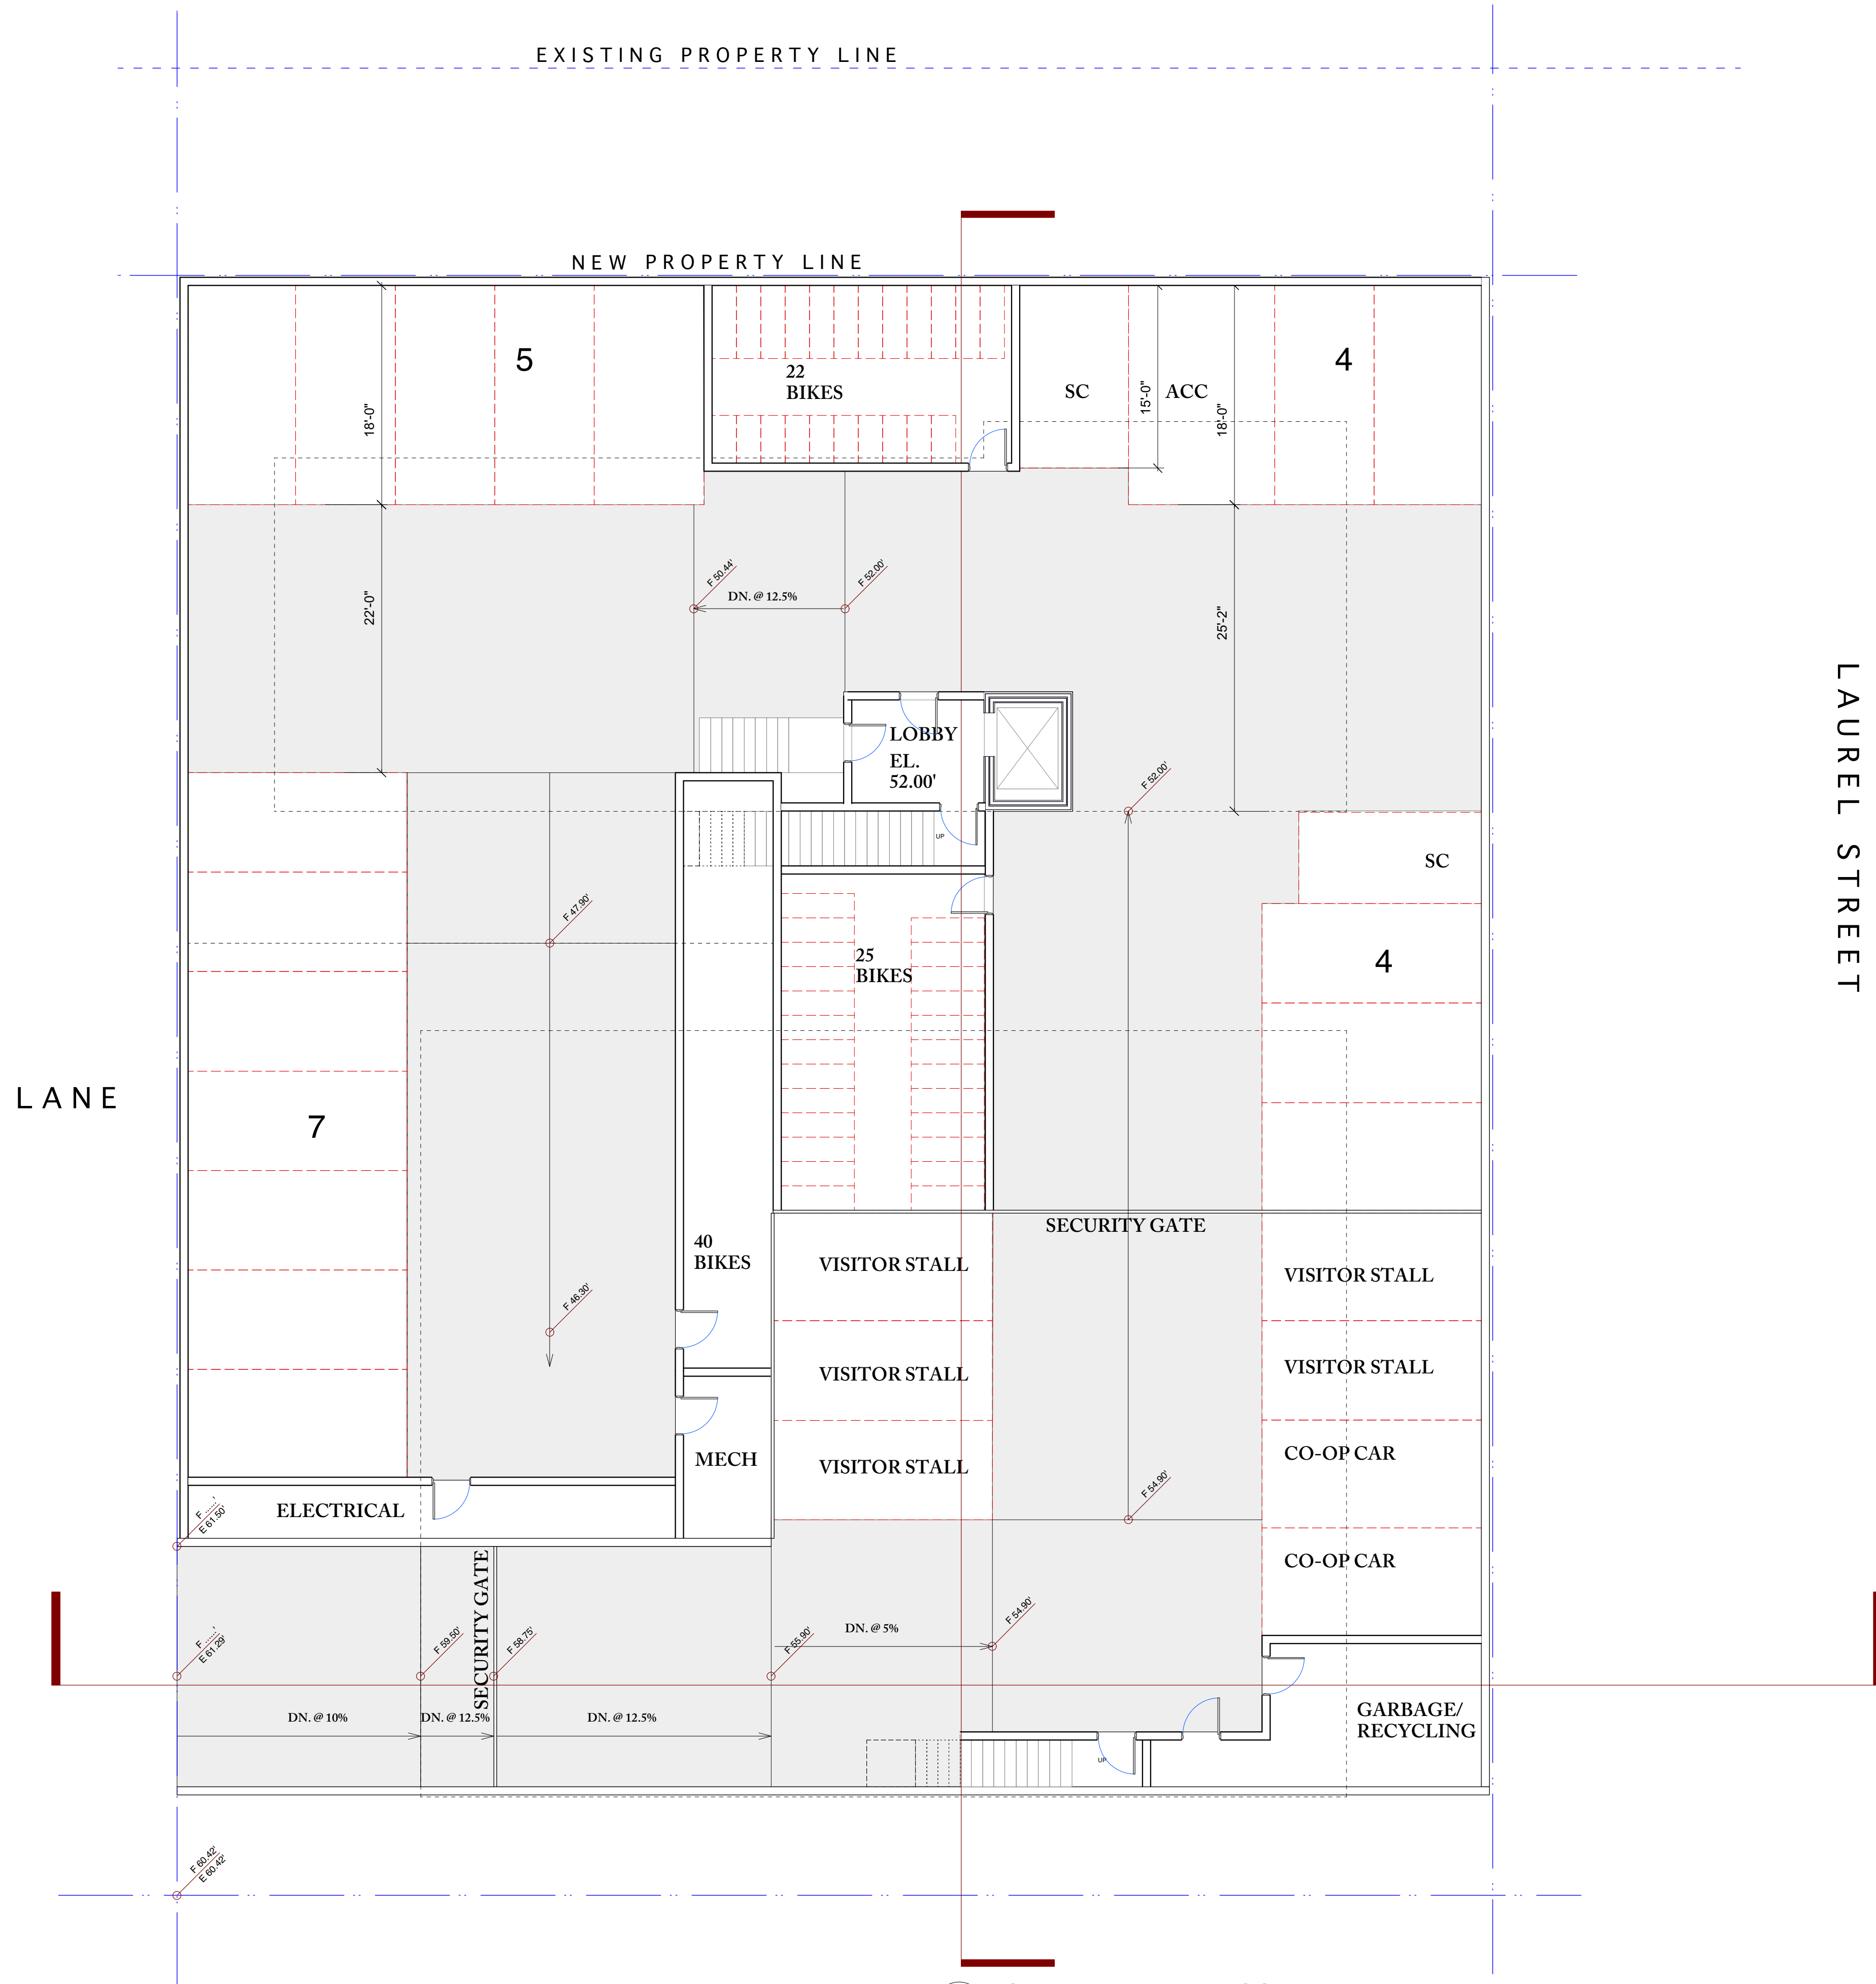 EXISTING PROPERTY LINE
NEW PROPERTY LINE
5
22
BIKES
SC
ACC
4
18'-0"
15'-0"
18'-0"
22'-0"
F 50.44'
F 52.00'
DN. @ 12.5%
25'-2"
LOBBY
EL.
52.00'
F 52.00'
UP
SC
LAUREL STREET
F 47.90'
25
BIKES
4
LANE
7
40
BIKES
SECURITY GATE
VISITOR STALL
VISITOR STALL
F 46.30'
VISITOR STALL
VISITOR STALL
MECH
VISITOR STALL
CO-OP CAR
F 54.90'
ELECTRICAL
F .....'
E 61.50'
CO-OP CAR
SECURITY GATE
F .....'
E 61.29'
F 59.50'
F 58.75'
F 55.90'
DN. @ 5%
F 54.90'
DN. @ 10%
DN. @ 12.5%
DN. @ 12.5%
GARBAGE/
RECYCLING
UP
F 60.42'
E 60.42'